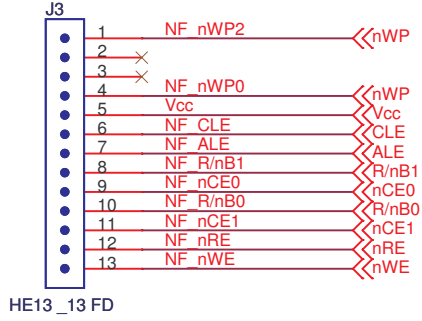 J3
1 NF_nWP2 nWP
2
3
4 NF_nWP0 nWP
5 Vcc Vcc
6 NF_CLE CLE
7 NF_ALE ALE
8 NF_R/nB1 R/nB1
9 NF_nCE0 nCE0
10 NF_R/nB0 R/nB0
11 NF_nCE1 nCE1
12 NF_nRE nRE
13 NF_nWE nWE
HE13 _13 FD